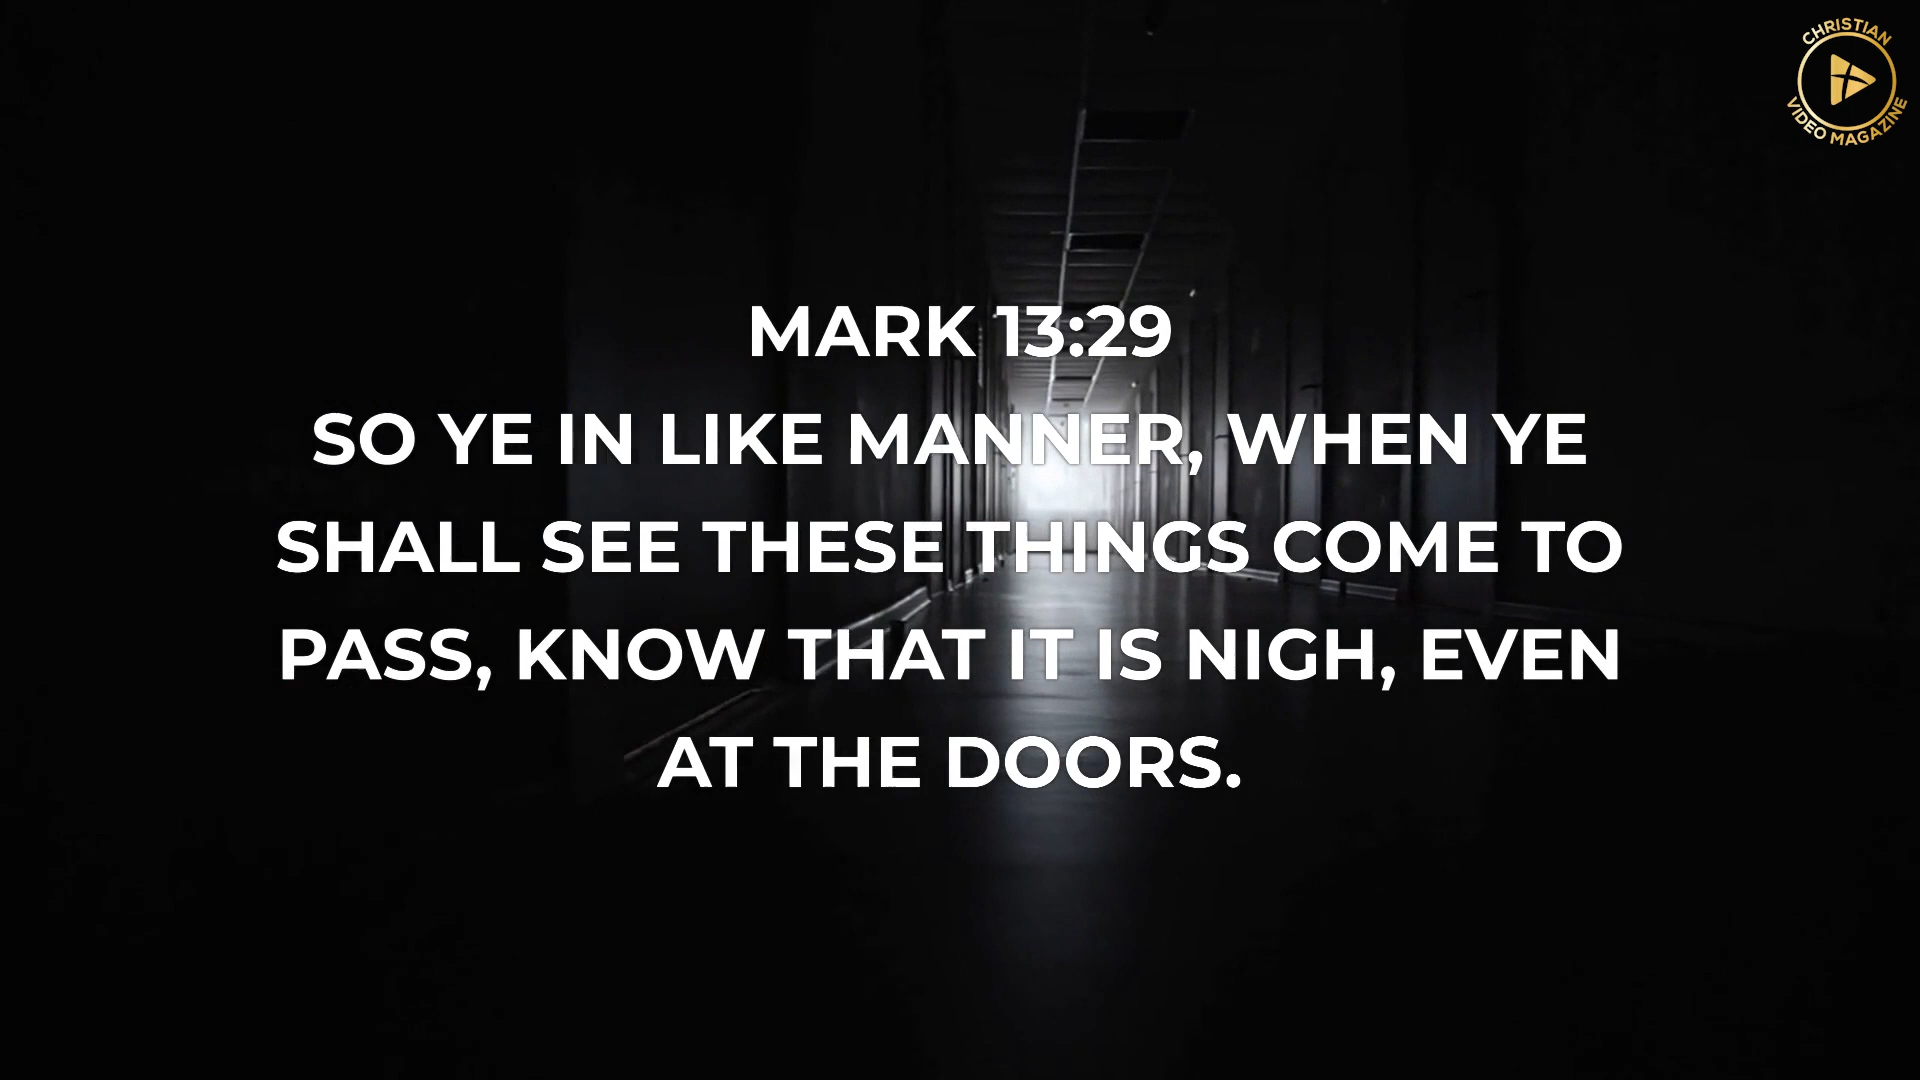 CHRISTIAN
VIDEO MAGAZINE
MARK 13:29
SO YE IN LIKE MANNER, WHEN YE
SHALL SEE THESE THINGS COME TO
PASS, KNOW THAT IT IS NIGH, EVEN
AT THE DOORS.